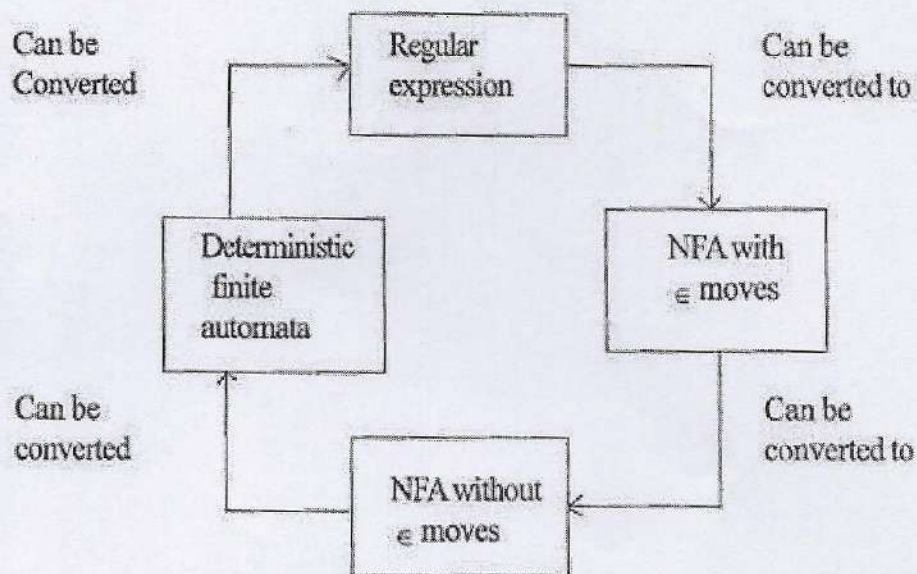 Can be
Converted
Regular
expression
Can be
converted to
Deterministic
finite
automata
NFA with
∈ moves
Can be
converted
NFA without
∈ moves
Can be
converted to